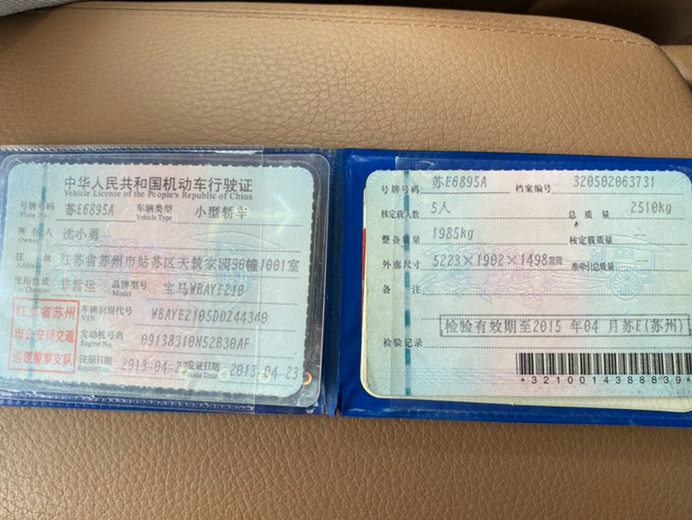 中华人民共和国机动车行驶证
Vehicle License of the People's Republic of China
号牌号码 Plate No. 苏E6895A 车辆类型 Vehicle Type 小型轿车
所有人 Owner 沈小勇
住址 Address 江苏省苏州市姑苏区天筑家园96幢1001室
使用性质 Use Character 非营运 品牌型号 Model 宝马WBAYE210
江苏省苏州
市公安局交通
巡逻警察支队
车辆识别代号 VIN WBAYE2105DD244340
发动机号码 Engine No. 09138310N52B30AF
注册日期 Register Date 2013-04-23 发证日期 Issue Date 2013-04-23
号牌号码 苏E6895A 档案编号 320502063731
核定载人数 5人 总质量 2510kg
整备质量 1985kg 核定载质量
外廓尺寸 5223×1902×1498mm 准牵引总质量
备注
检验有效期至2015年04月苏E(苏州)
检验记录
*3210014388839*